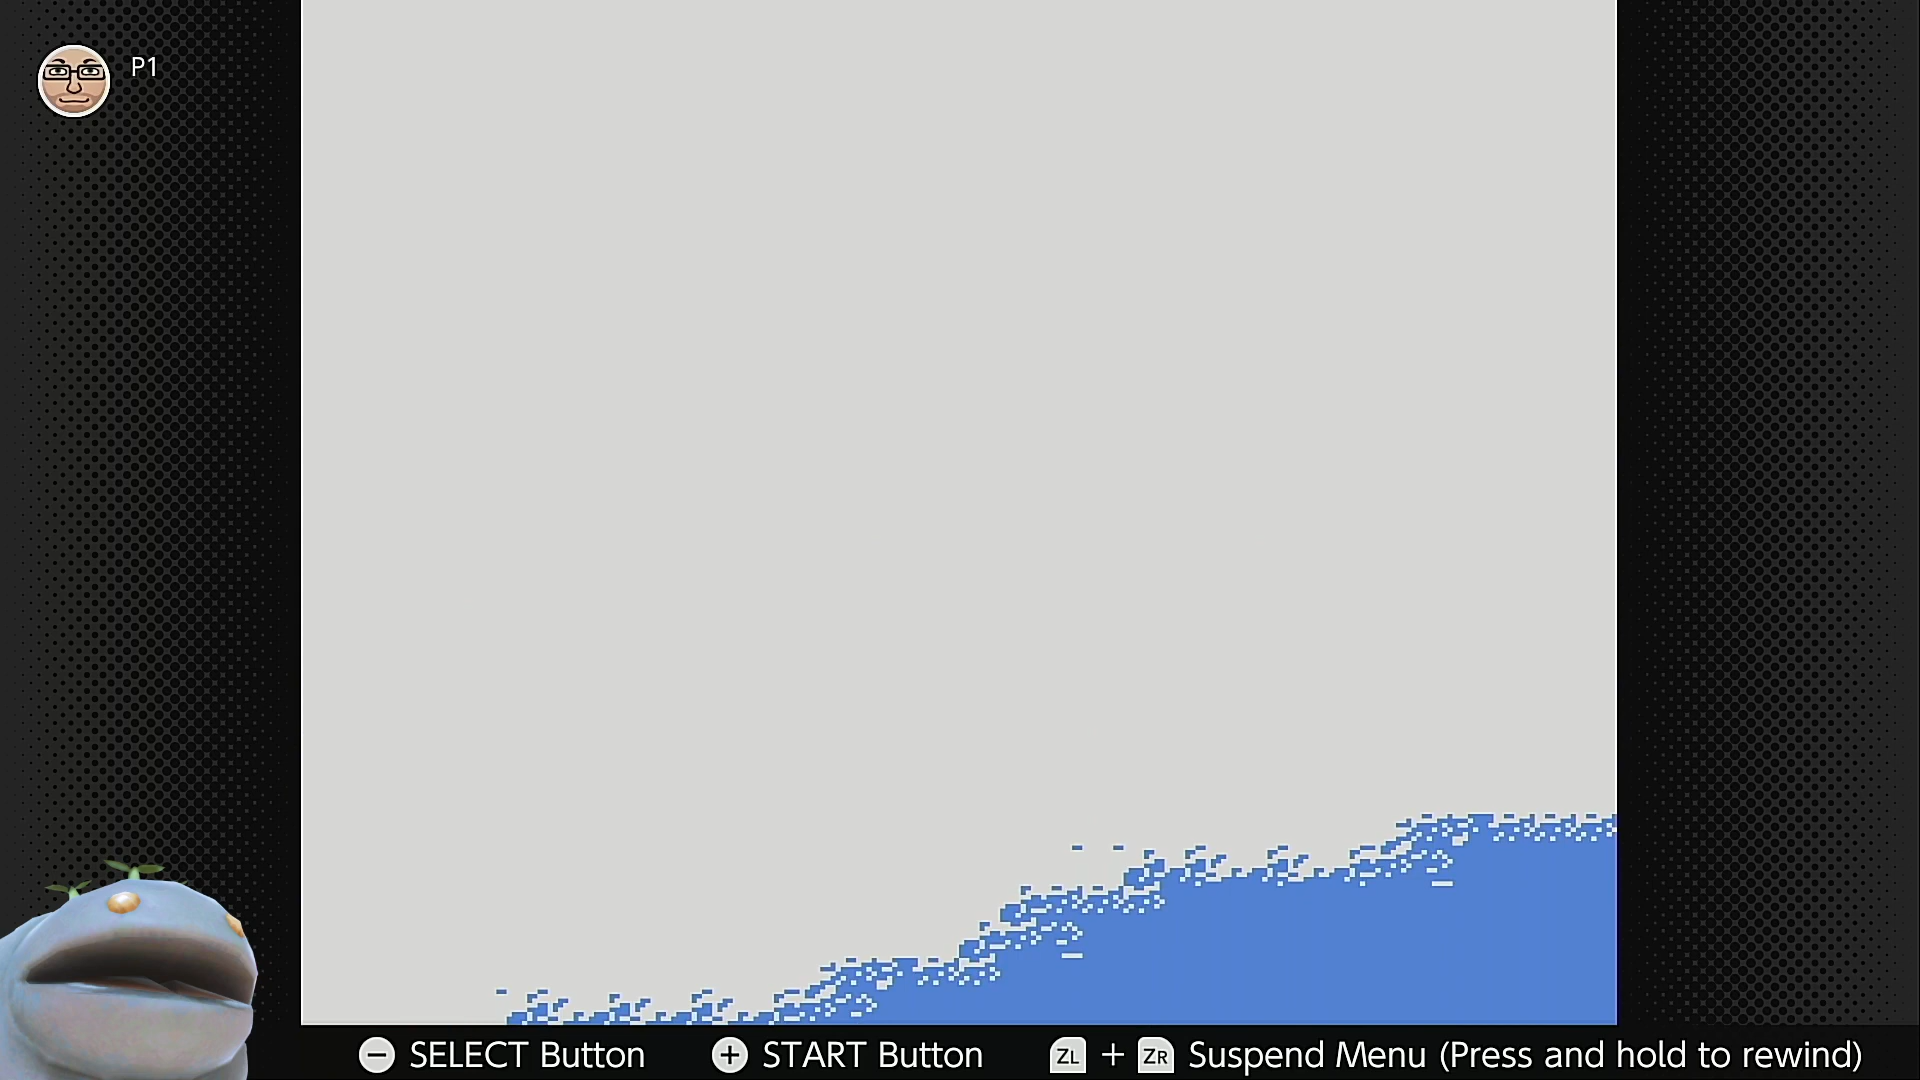 P1
− SELECT Button + START Button ZL + ZR Suspend Menu (Press and hold to rewind)